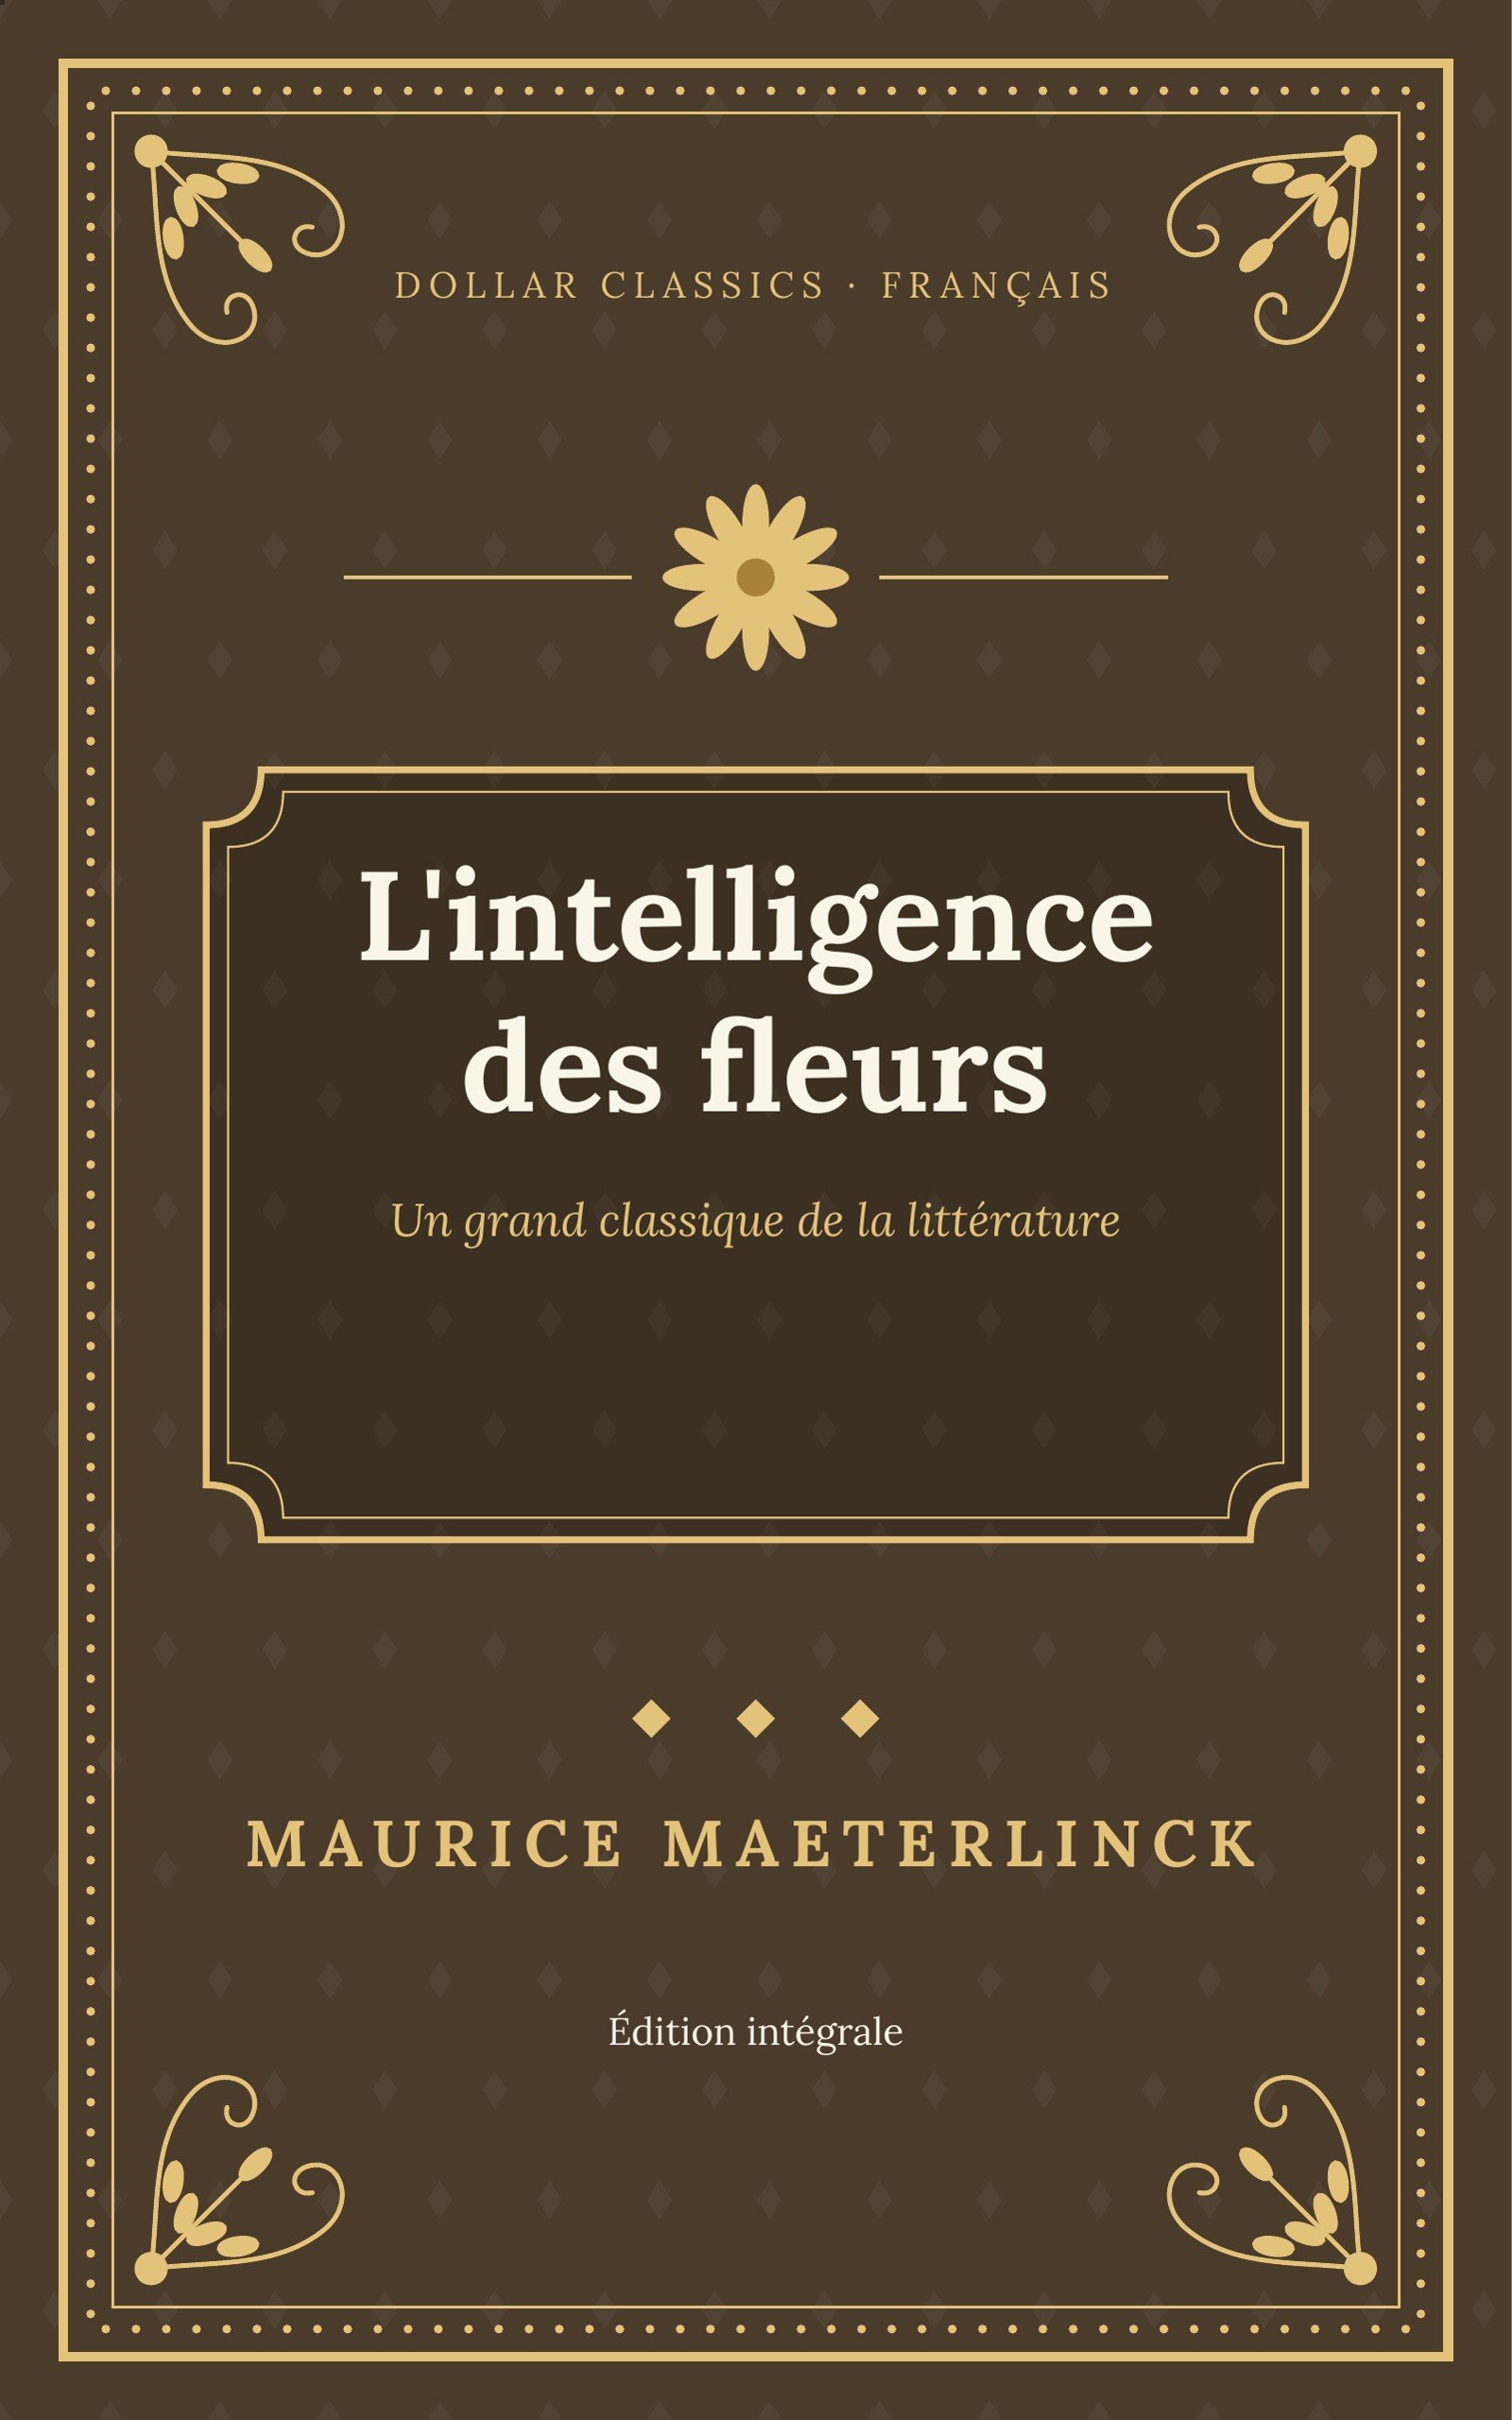 DOLLAR CLASSICS · FRANÇAIS
L'intelligence
des fleurs
Un grand classique de la littérature
MAURICE MAETERLINCK
Édition intégrale